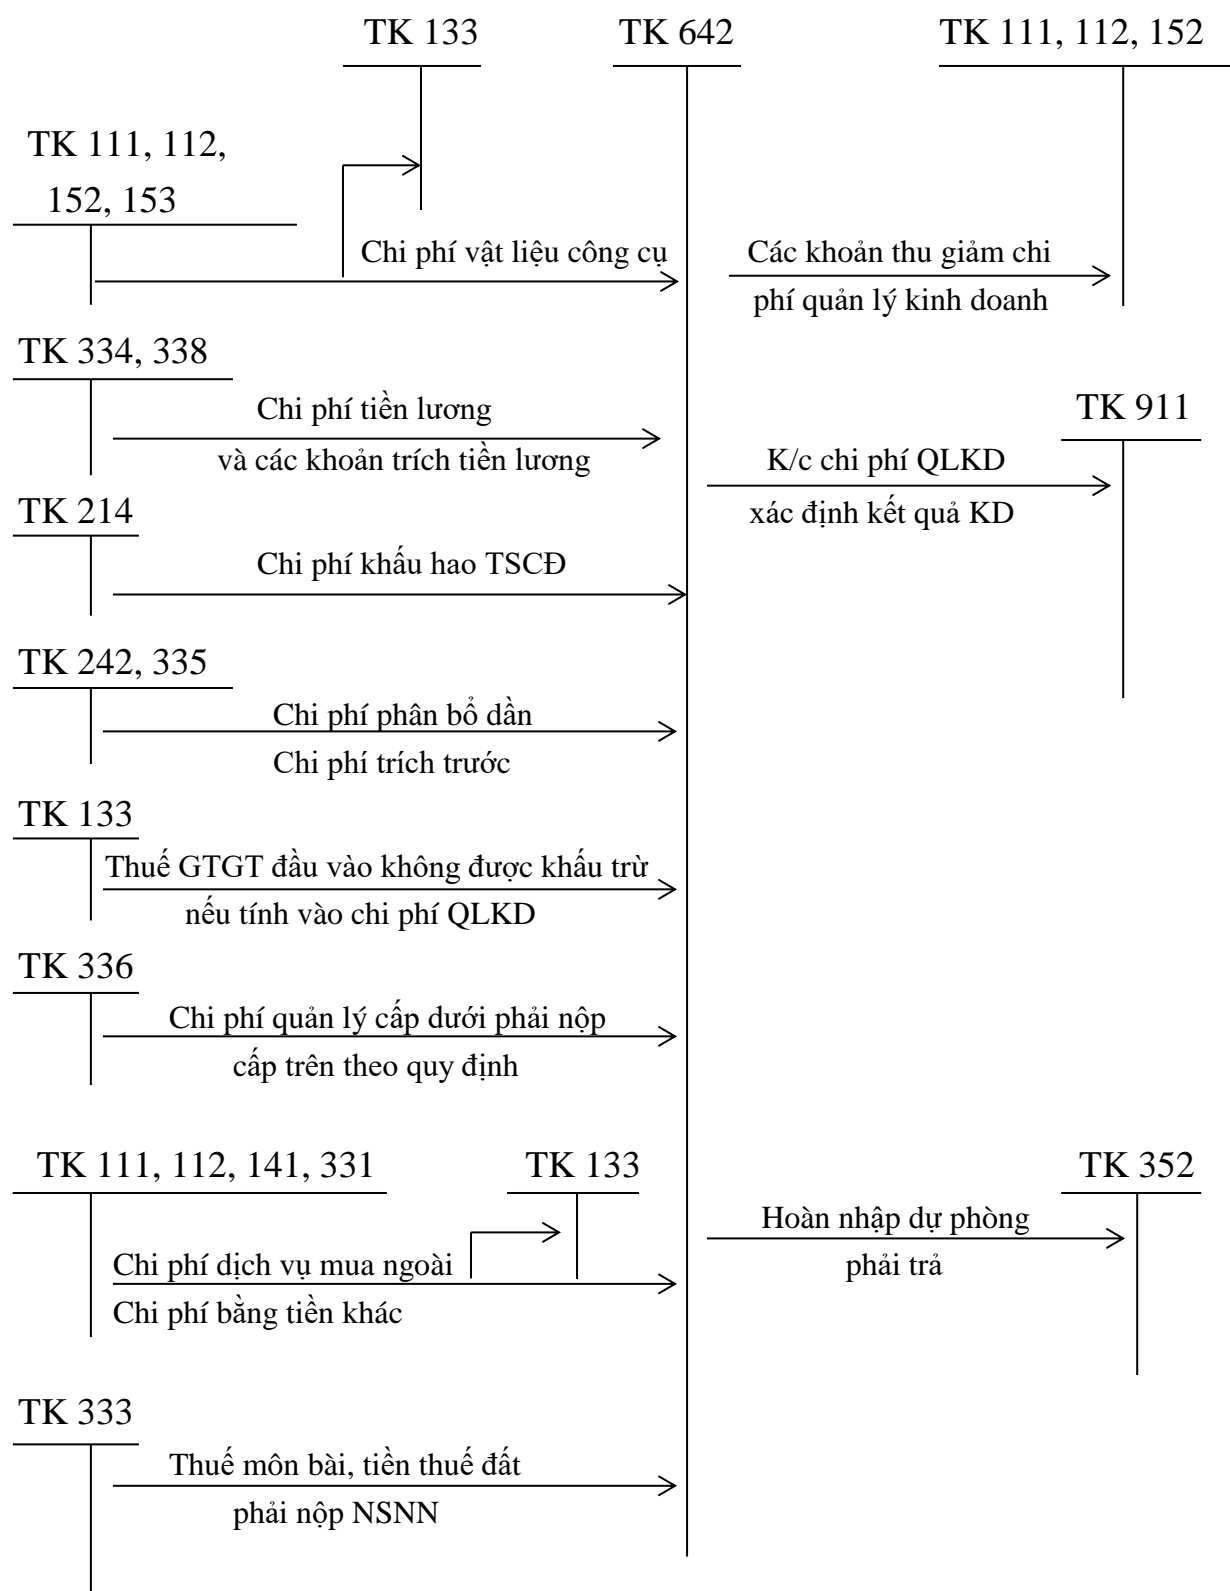 TK 133
TK 642
TK 111, 112, 152
TK 111, 112,
152, 153
Chi phí vật liệu công cụ
Các khoản thu giảm chi
phí quản lý kinh doanh
TK 334, 338
Chi phí tiền lương
và các khoản trích tiền lương
TK 911
K/c chi phí QLKD
xác định kết quả KD
TK 214
Chi phí khấu hao TSCĐ
TK 242, 335
Chi phí phân bổ dần
Chi phí trích trước
TK 133
Thuế GTGT đầu vào không được khấu trừ
nếu tính vào chi phí QLKD
TK 336
Chi phí quản lý cấp dưới phải nộp
cấp trên theo quy định
TK 111, 112, 141, 331
TK 133
TK 352
Chi phí dịch vụ mua ngoài
Chi phí bằng tiền khác
Hoàn nhập dự phòng
phải trả
TK 333
Thuế môn bài, tiền thuế đất
phải nộp NSNN